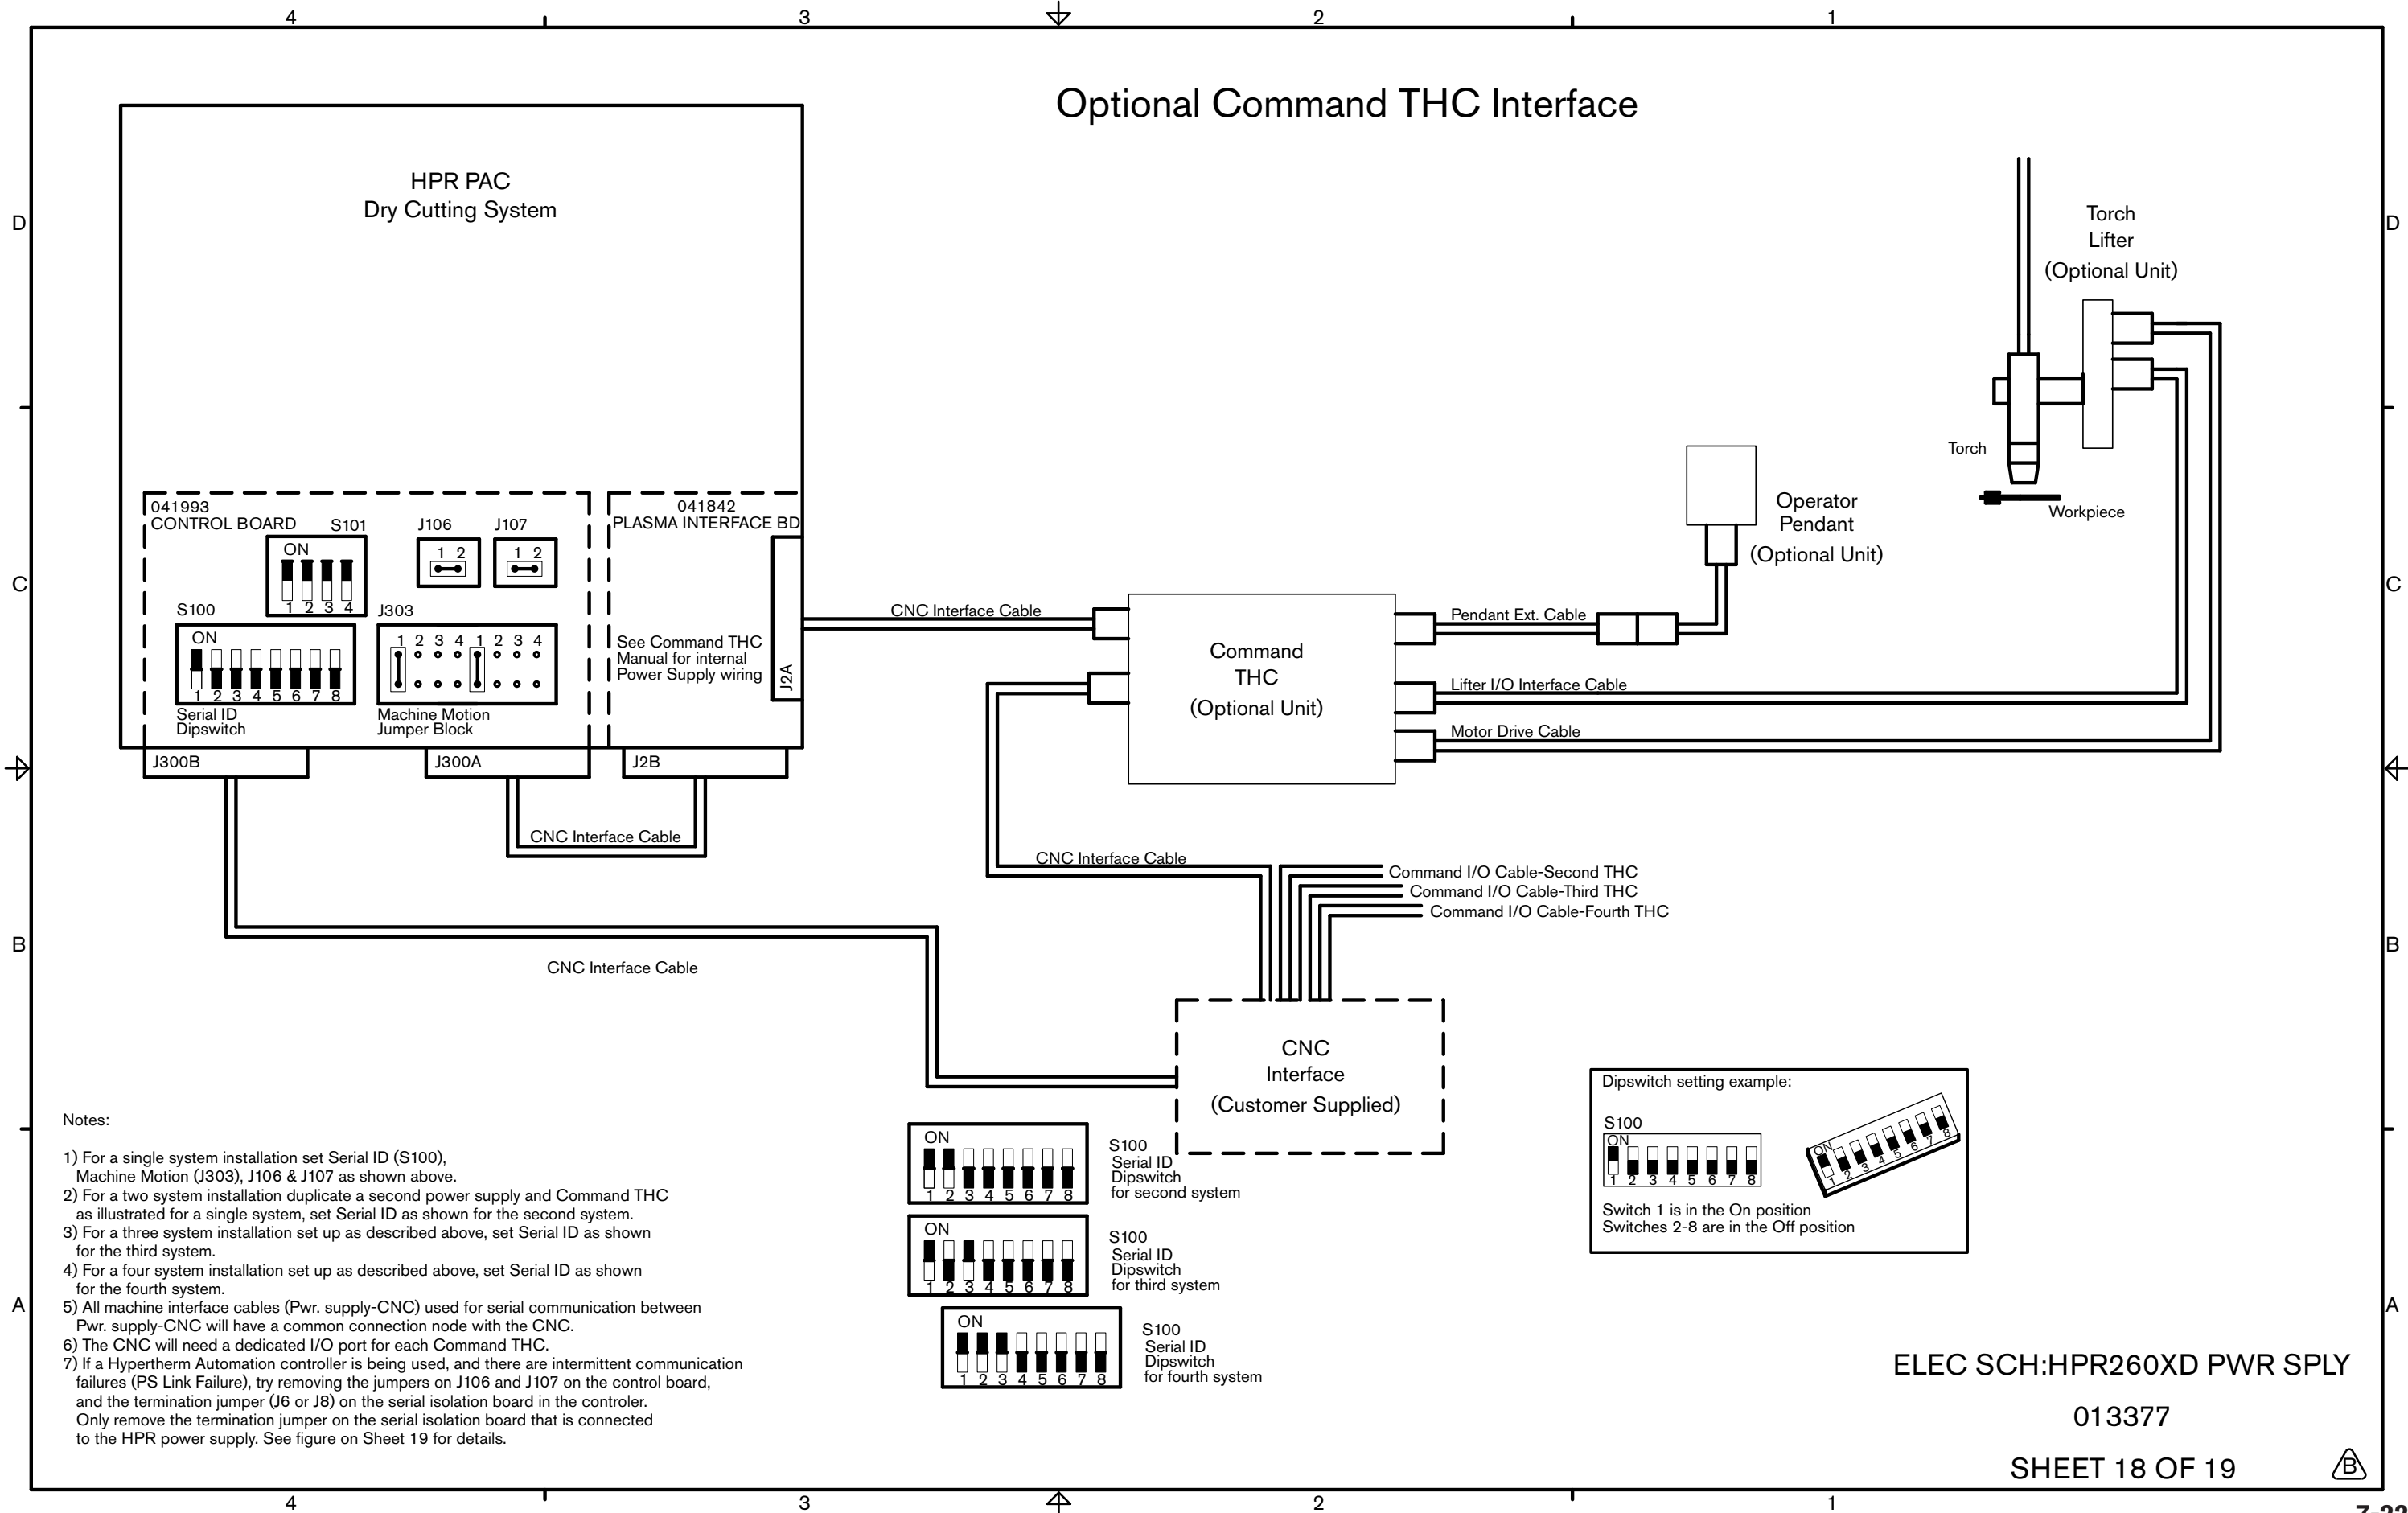 4 3 2 1
Optional Command THC Interface
HPR PAC
Dry Cutting System
D
D
Torch
Lifter
(Optional Unit)
Torch
Workpiece
Operator
Pendant
(Optional Unit)
041993
CONTROL BOARD
S101
ON
1 2 3 4
J106
1 2
J107
1 2
041842
PLASMA INTERFACE BD
C
C
S100
ON
1 2 3 4 5 6 7 8
Serial ID
Dipswitch
J303
1 2 3 4 1 2 3 4
Machine Motion
Jumper Block
See Command THC
Manual for internal
Power Supply wiring
J2A
CNC Interface Cable
Command
THC
(Optional Unit)
Pendant Ext. Cable
Lifter I/O Interface Cable
Motor Drive Cable
J300B
J300A
J2B
CNC Interface Cable
CNC Interface Cable
Command I/O Cable-Second THC
Command I/O Cable-Third THC
Command I/O Cable-Fourth THC
B
B
CNC Interface Cable
CNC
Interface
(Customer Supplied)
Notes:
1) For a single system installation set Serial ID (S100),
Machine Motion (J303), J106 & J107 as shown above.
2) For a two system installation duplicate a second power supply and Command THC
as illustrated for a single system, set Serial ID as shown for the second system.
3) For a three system installation set up as described above, set Serial ID as shown
for the third system.
4) For a four system installation set up as described above, set Serial ID as shown
for the fourth system.
5) All machine interface cables (Pwr. supply-CNC) used for serial communication between
Pwr. supply-CNC will have a common connection node with the CNC.
6) The CNC will need a dedicated I/O port for each Command THC.
7) If a Hypertherm Automation controller is being used, and there are intermittent communication
failures (PS Link Failure), try removing the jumpers on J106 and J107 on the control board,
and the termination jumper (J6 or J8) on the serial isolation board in the controler.
Only remove the termination jumper on the serial isolation board that is connected
to the HPR power supply. See figure on Sheet 19 for details.
ON
1 2 3 4 5 6 7 8
S100
Serial ID
Dipswitch
for second system
ON
1 2 3 4 5 6 7 8
S100
Serial ID
Dipswitch
for third system
ON
1 2 3 4 5 6 7 8
S100
Serial ID
Dipswitch
for fourth system
Dipswitch setting example:
S100
ON
1 2 3 4 5 6 7 8
ON
1 2 3 4 5 6 7 8
Switch 1 is in the On position
Switches 2-8 are in the Off position
A
A
ELEC SCH:HPR260XD PWR SPLY
013377
SHEET 18 OF 19
B
4 3 2 1